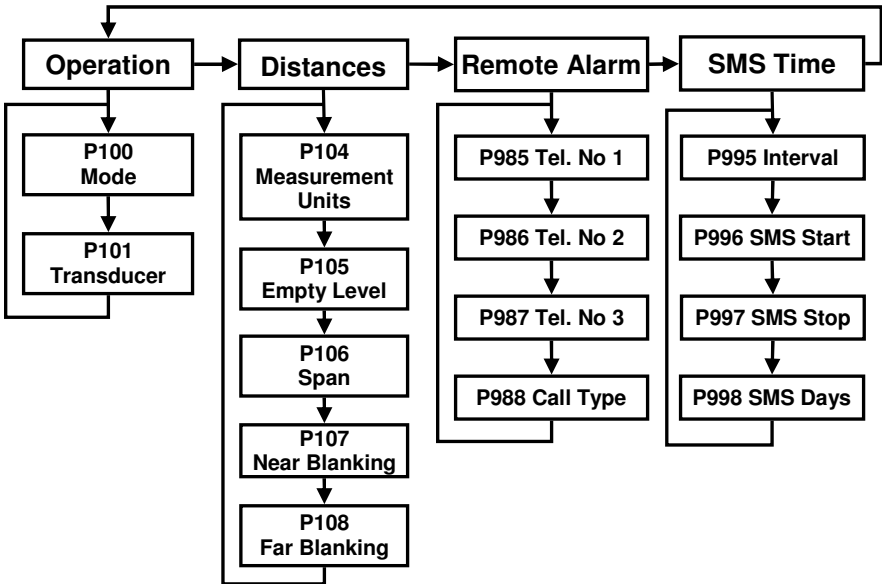 Operation
Distances
Remote Alarm
SMS Time
P100
Mode
P101
Transducer
P104
Measurement
Units
P105
Empty Level
P106
Span
P107
Near Blanking
P108
Far Blanking
P985 Tel. No 1
P986 Tel. No 2
P987 Tel. No 3
P988 Call Type
P995 Interval
P996 SMS Start
P997 SMS Stop
P998 SMS Days